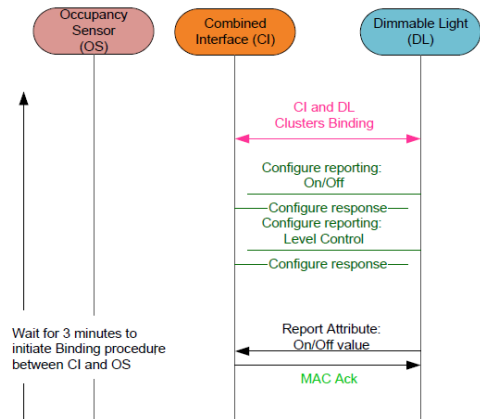 Occupancy
Sensor
(OS)
Combined
Interface (CI)
Dimmable Light
(DL)
CI and DL
Clusters Binding
Configure reporting:
On/Off
Configure response
Configure reporting:
Level Control
Configure response
Wait for 3 minutes to
initiate Binding procedure
between CI and OS
Report Attribute:
On/Off value
MAC Ack